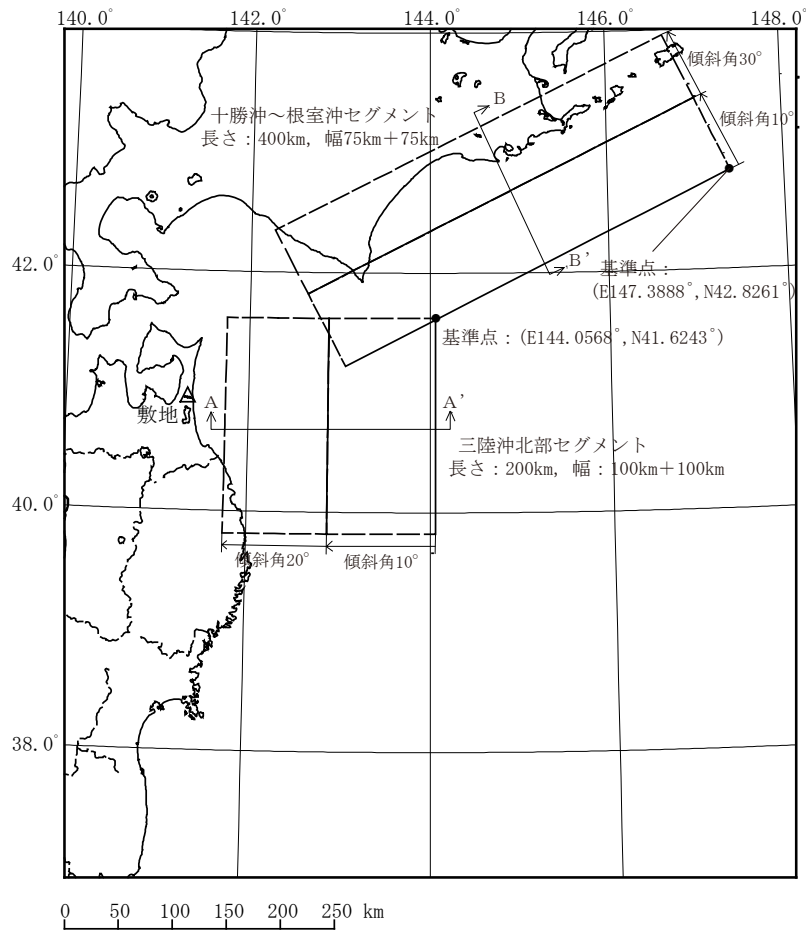 140.0° 142.0° 144.0° 146.0° 148.0°
傾斜角30°
B
十勝沖～根室沖セグメント
長さ：400km, 幅75km＋75km
傾斜角10°
42.0°
B' 基準点：
(E147.3888°,N42.8261°)
基準点：(E144.0568°,N41.6243°)
敷地
A A'
三陸沖北部セグメント
長さ：200km, 幅：100km＋100km
40.0°
傾斜角20° 傾斜角10°
38.0°
0 50 100 150 200 250 km